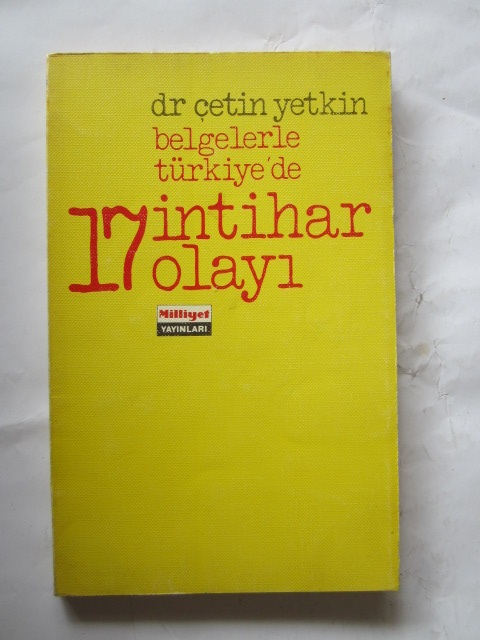 dr çetin yetkin
belgelerle
türkiye'de
17 intihar
olayı
Milliyet
YAYINLARI